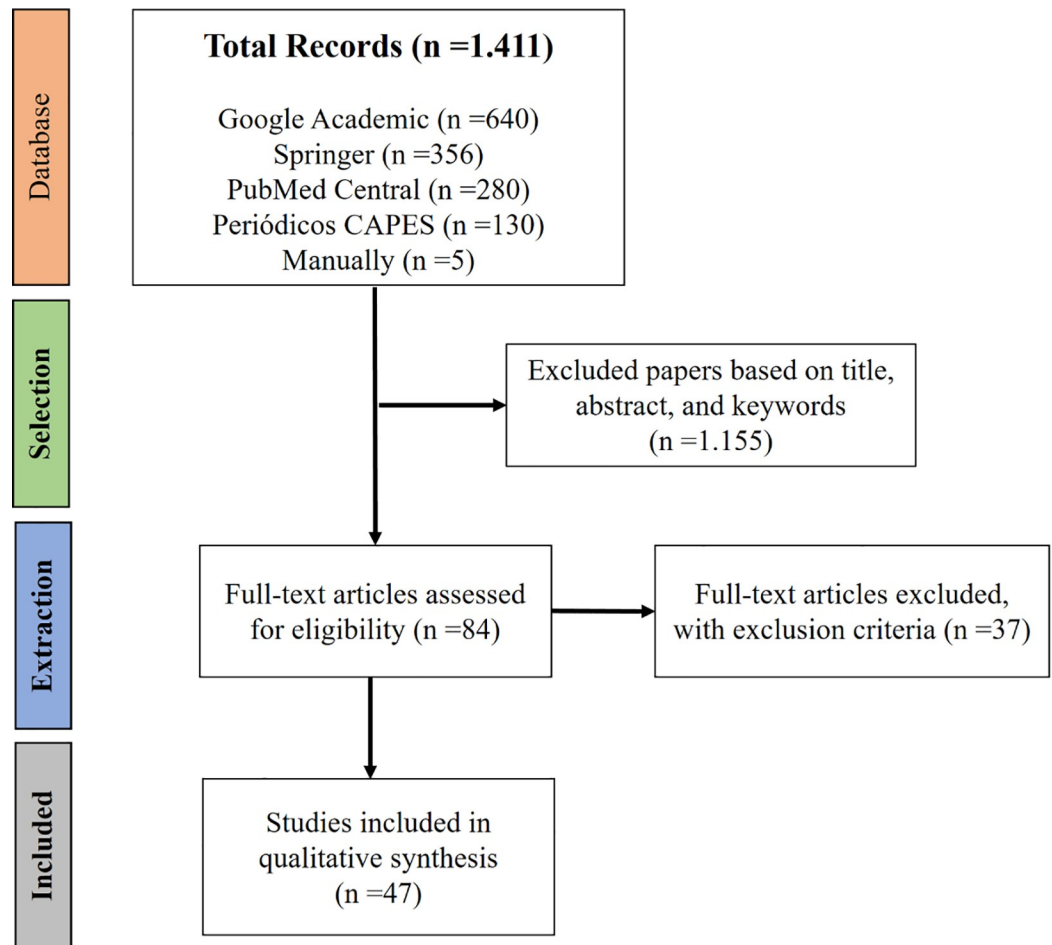 Database
Total Records (n =1.411)
Google Academic (n =640)
Springer (n =356)
PubMed Central (n =280)
Periódicos CAPES (n =130)
Manually (n =5)
Selection
Excluded papers based on title,
abstract, and keywords
(n =1.155)
Extraction
Full-text articles assessed
for eligibility (n =84)
Full-text articles excluded,
with exclusion criteria (n =37)
Included
Studies included in
qualitative synthesis
(n =47)